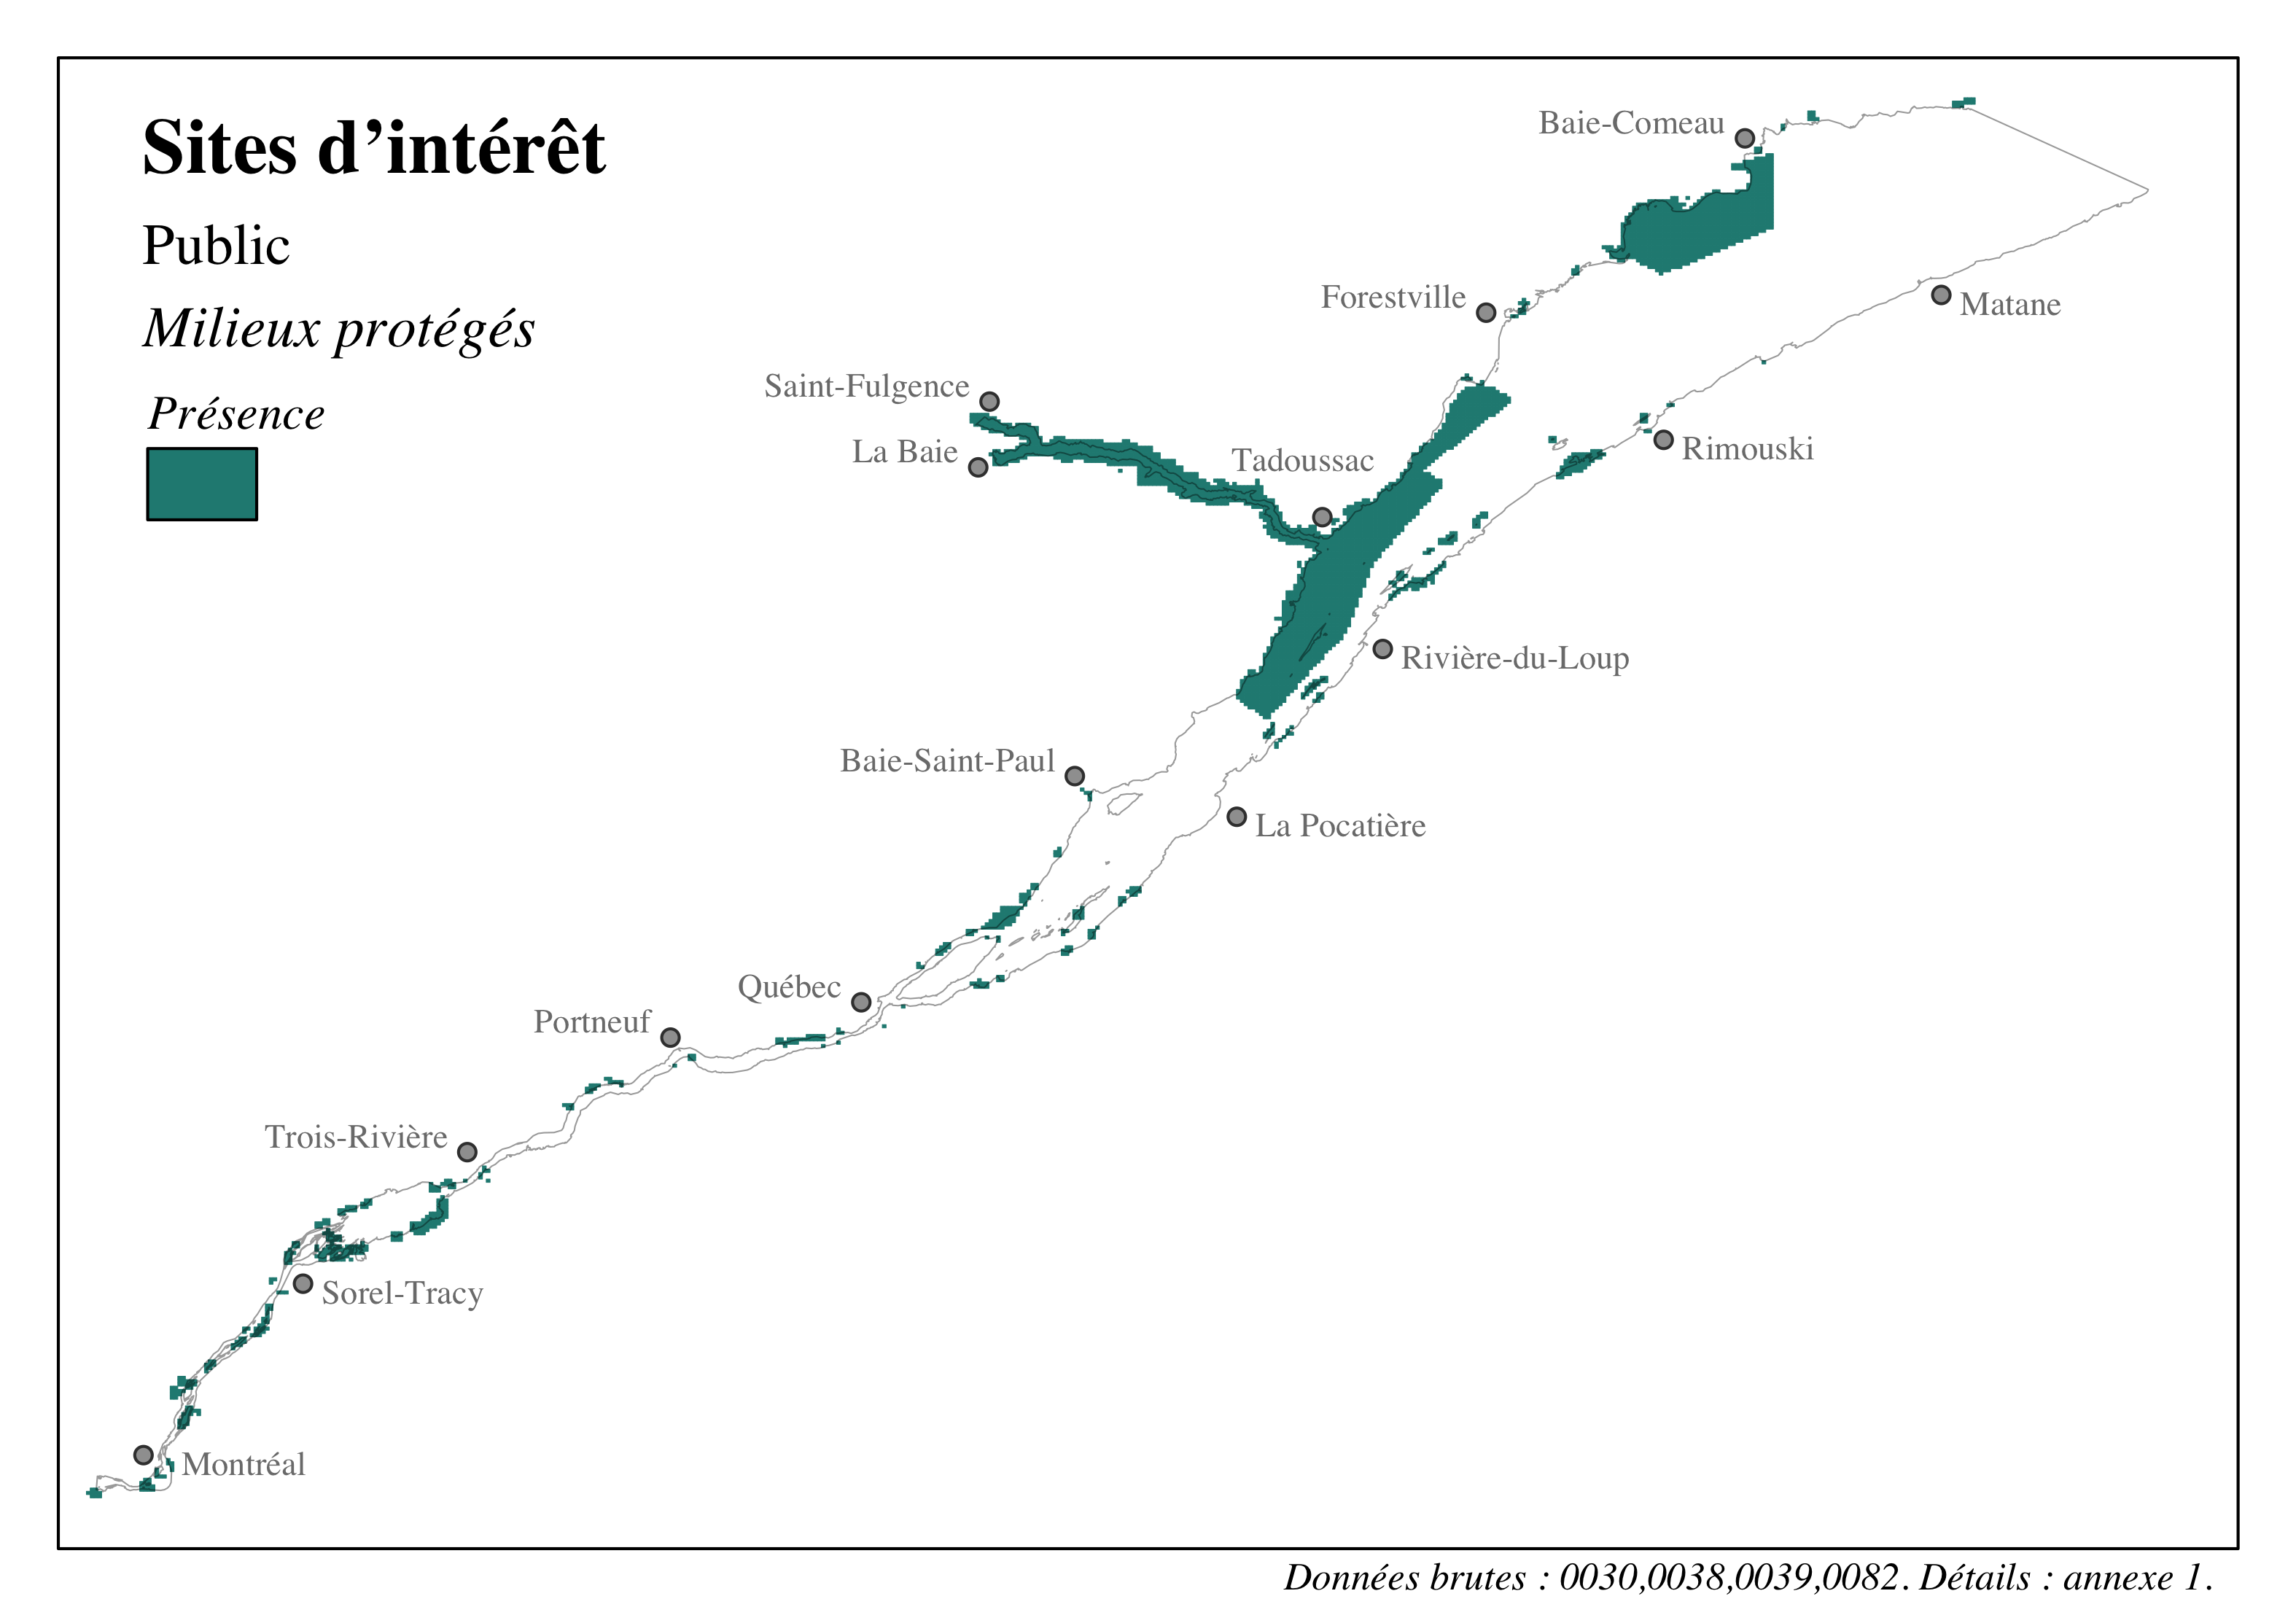 Sites d’intérêt
Public
Milieux protégés
Présence
Baie-Comeau
Forestville
Matane
Saint-Fulgence
La Baie
Tadoussac
Rimouski
Rivière-du-Loup
Baie-Saint-Paul
La Pocatière
Québec
Portneuf
Trois-Rivière
Sorel-Tracy
Montréal
Données brutes : 0030,0038,0039,0082. Détails : annexe 1.